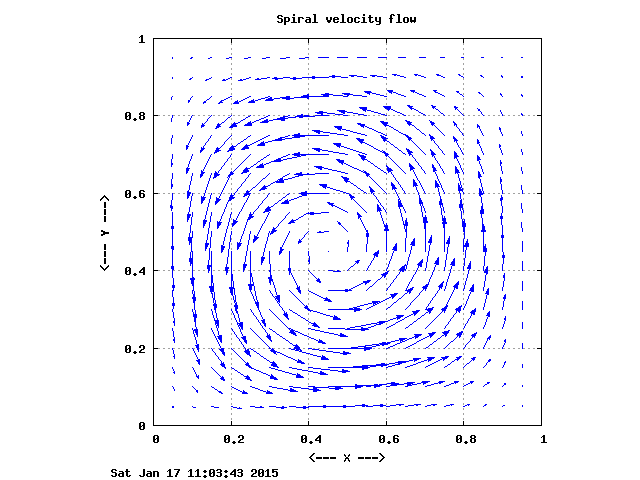 Spiral velocity flow
1
0.8
0.6
0.4
0.2
0
<--- Y --->
0 0.2 0.4 0.6 0.8 1
<--- X --->
Sat Jan 17 11:03:43 2015